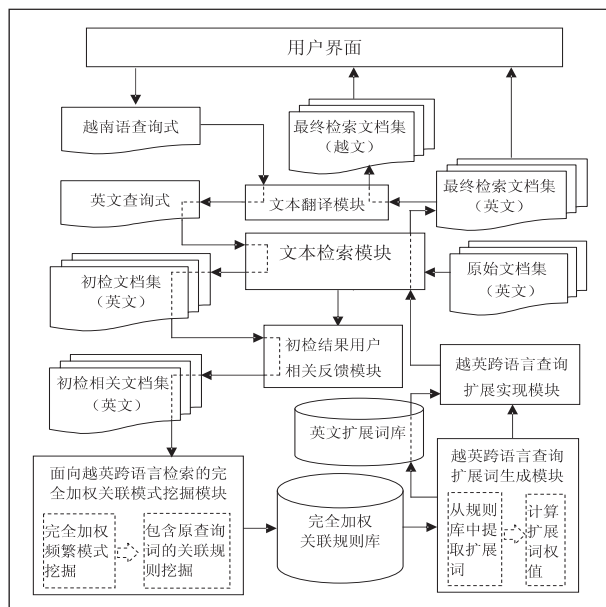 用户界面
越南语查询式
最终检索文档集
(越文)
英文查询式
文本翻译模块
最终检索文档集
(英文)
文本检索模块
初检文档集
(英文)
原始文档集
(英文)
初检结果用户
相关反馈模块
越英跨语言查询
扩展实现模块
初检相关文档集
(英文)
英文扩展词库
面向越英跨语言检索的完
全加权关联模式挖掘模块
完全加权
频繁模式
挖掘
包含原查询
词的关联规
则挖掘
完全加权
关联规则库
越英跨语言查询
扩展词生成模块
从规则
库中提
取扩展
词
计算
扩展
词权
值